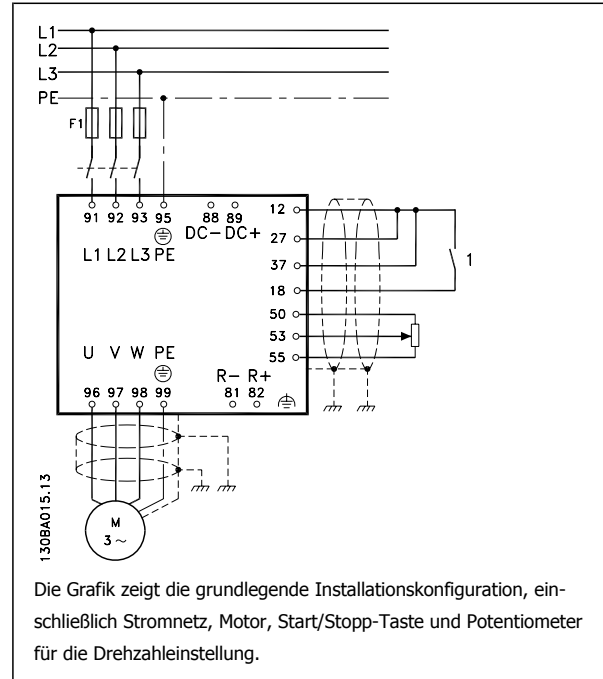 L1
L2
L3
PE
F1
91 92 93 95 88 89 12
DC- DC+
27
L1 L2 L3 PE
37
1
18
50
53
U V W PE
55
R- R+
96 97 98 99 81 82
M
3 ~
130BA015.13
Die Grafik zeigt die grundlegende Installationskonfiguration, ein-
schließlich Stromnetz, Motor, Start/Stopp-Taste und Potentiometer
für die Drehzahleinstellung.